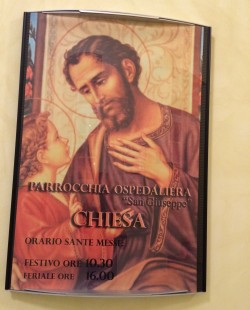 PARROCCHIA OSPEDALIERA
"San Giuseppe"
CHIESA
ORARIO SANTE MESSE
FESTIVO ORE 10.30
FERIALE ORE 16.00